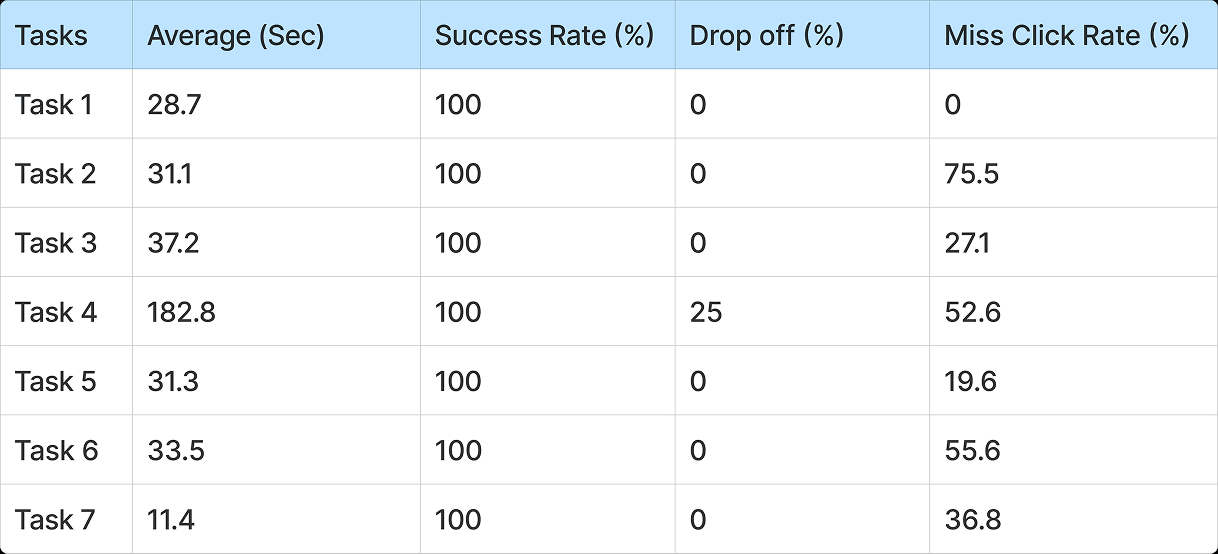 Tasks Average (Sec) Success Rate (%) Drop off (%) Miss Click Rate (%)
Task 1 28.7 100 0 0
Task 2 31.1 100 0 75.5
Task 3 37.2 100 0 27.1
Task 4 182.8 100 25 52.6
Task 5 31.3 100 0 19.6
Task 6 33.5 100 0 55.6
Task 7 11.4 100 0 36.8